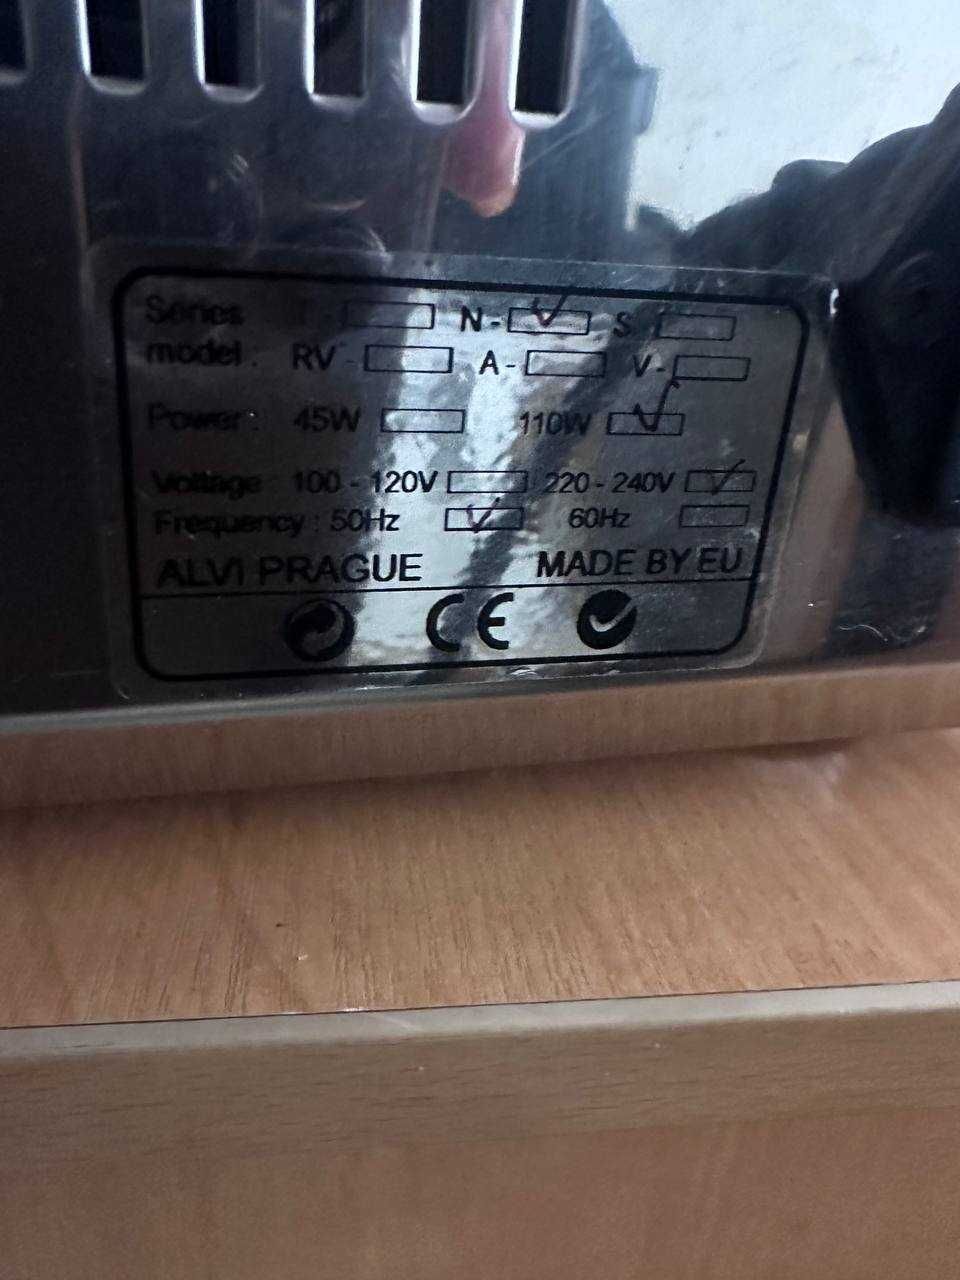 Series N- S
model : RV - A- V-
Power : 45W 110W
Voltage 100 - 120V 220 - 240V
Frequency : 50Hz 60Hz
ALVI PRAGUE MADE BY EU
CE